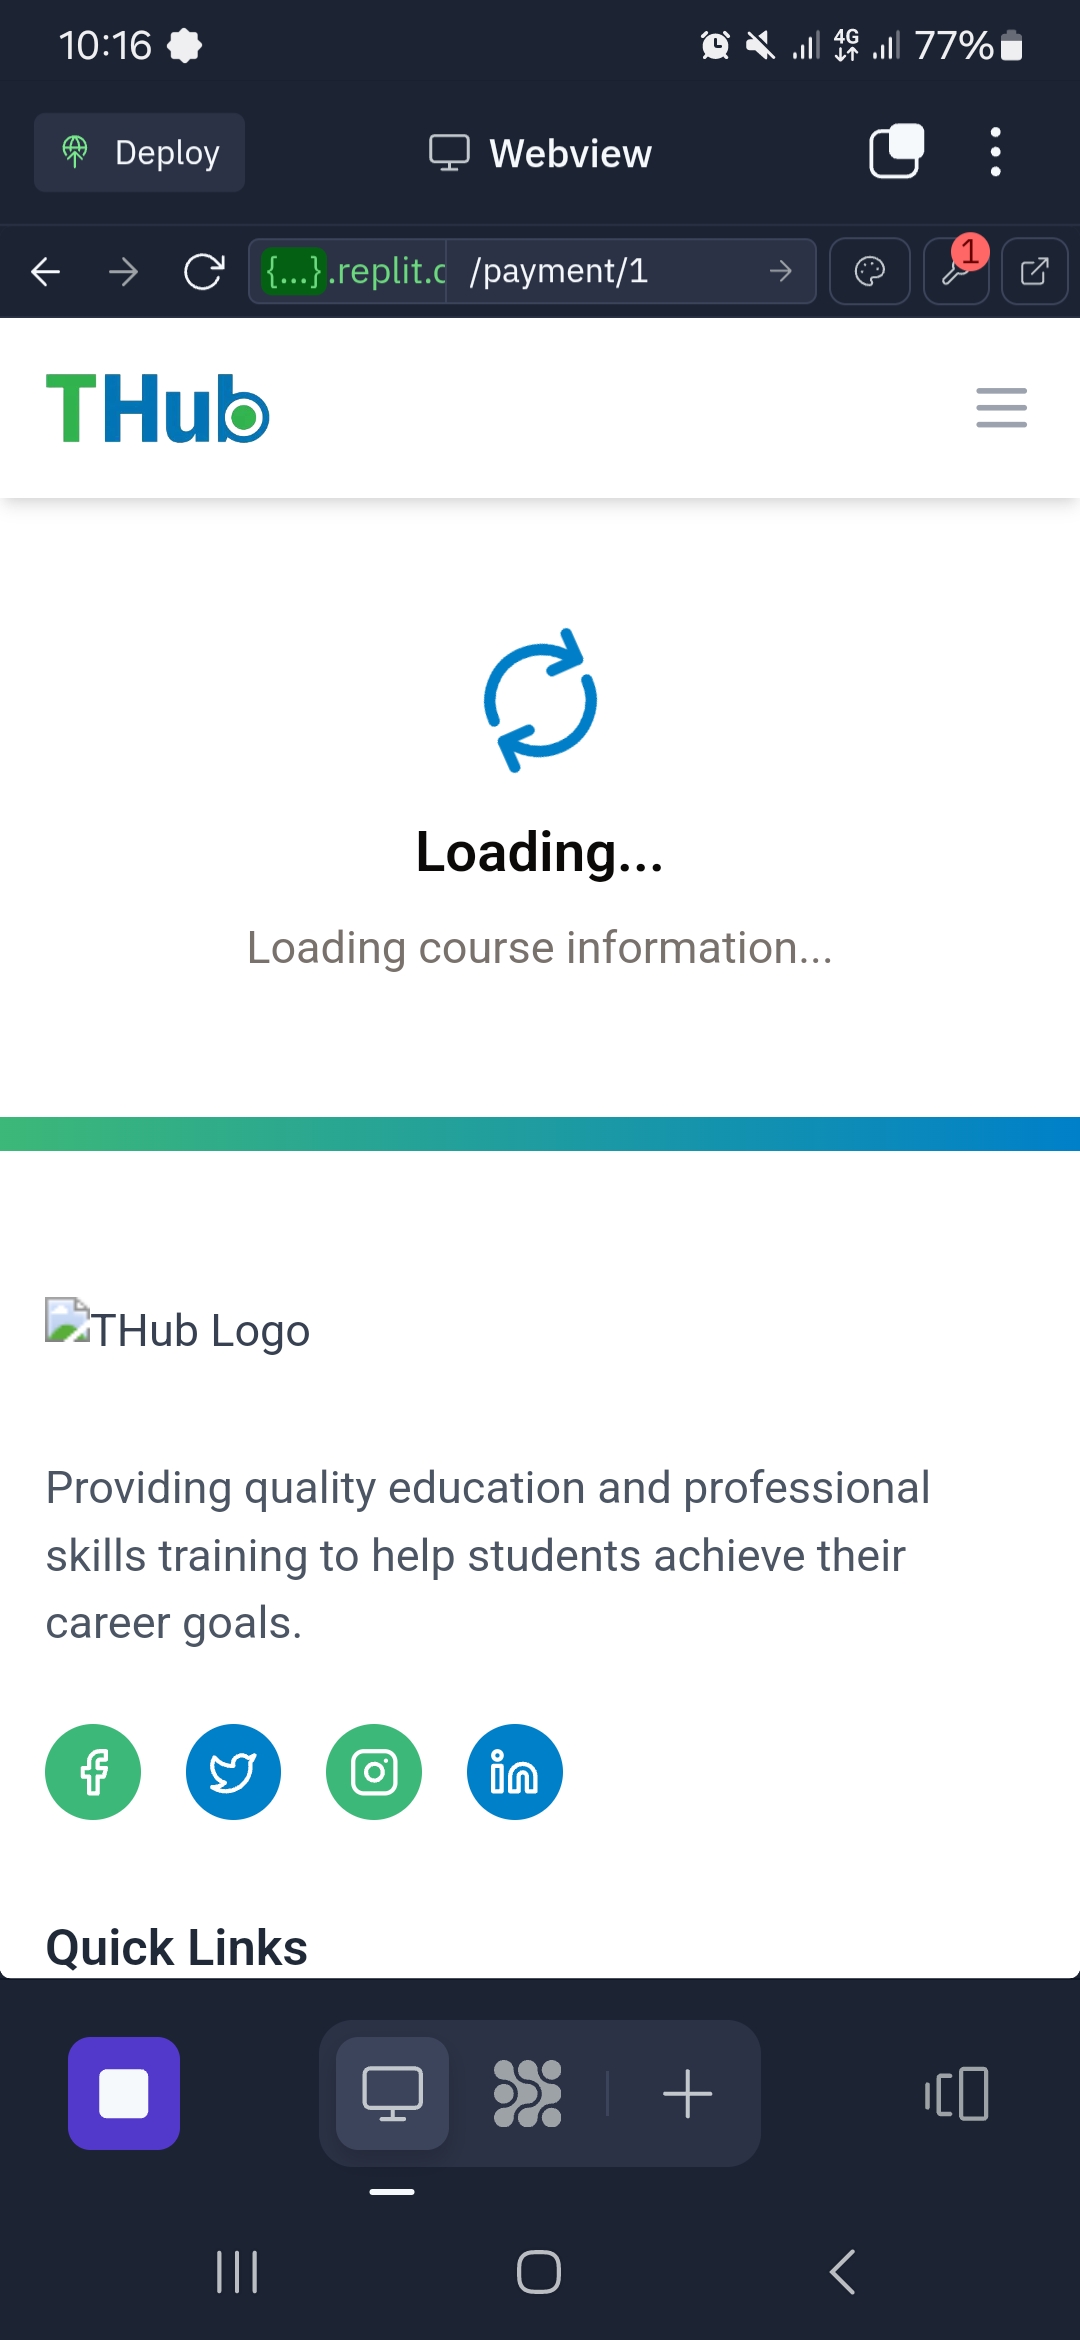 10:16
4G
77%
Deploy
Webview
{...}.replit.c
/payment/1
1
THub
Loading...
Loading course information...
THub Logo
Providing quality education and professional
skills training to help students achieve their
career goals.
Quick Links